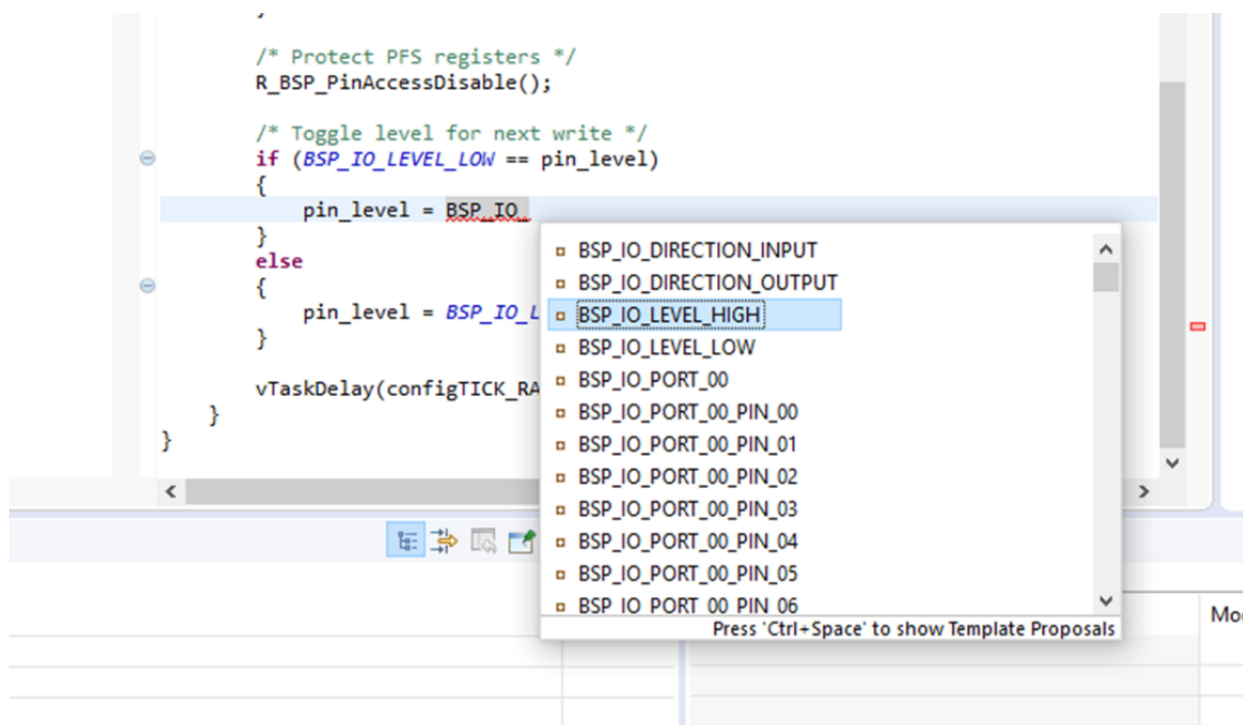 }
/* Protect PFS registers */
R_BSP_PinAccessDisable();
/* Toggle level for next write */
if (BSP_IO_LEVEL_LOW == pin_level)
{
pin_level = BSP_IO_
}
else
{
pin_level = BSP_IO_L
}
vTaskDelay(configTICK_RA
}
}
BSP_IO_DIRECTION_INPUT
BSP_IO_DIRECTION_OUTPUT
BSP_IO_LEVEL_HIGH
BSP_IO_LEVEL_LOW
BSP_IO_PORT_00
BSP_IO_PORT_00_PIN_00
BSP_IO_PORT_00_PIN_01
BSP_IO_PORT_00_PIN_02
BSP_IO_PORT_00_PIN_03
BSP_IO_PORT_00_PIN_04
BSP_IO_PORT_00_PIN_05
BSP_IO_PORT_00_PIN_06
Press 'Ctrl+Space' to show Template Proposals